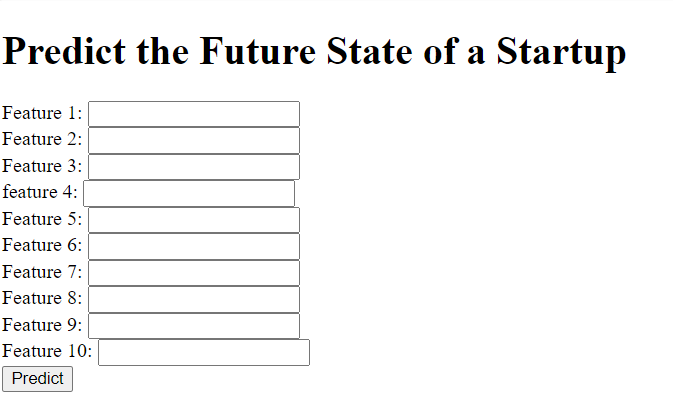 Predict the Future State of a Startup
Feature 1:
Feature 2:
Feature 3:
feature 4:
Feature 5:
Feature 6:
Feature 7:
Feature 8:
Feature 9:
Feature 10:
Predict